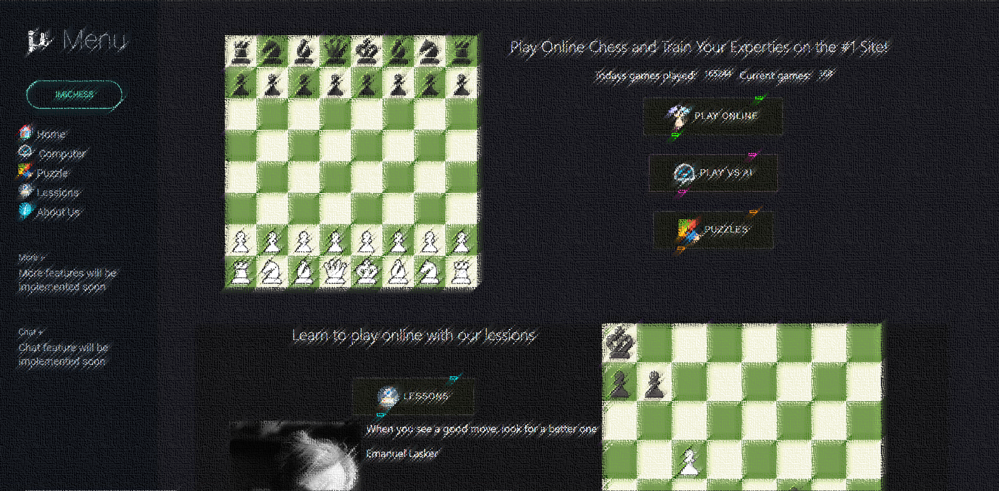 µ Menu
IMICHESS
Home
Computer
Puzzle
Lessions
About Us
More +
More features will be
implemented soon
Chat +
Chat feature will be
implemented soon
Play Online Chess and Train Your Experties on the #1 Site!
Todays games played: 165244 Current games: 368
PLAY ONLINE
PLAY VS AI
PUZZLES
Learn to play online with our lessions
LESSONS
When you see a good move, look for a better one
Emanuel Lasker